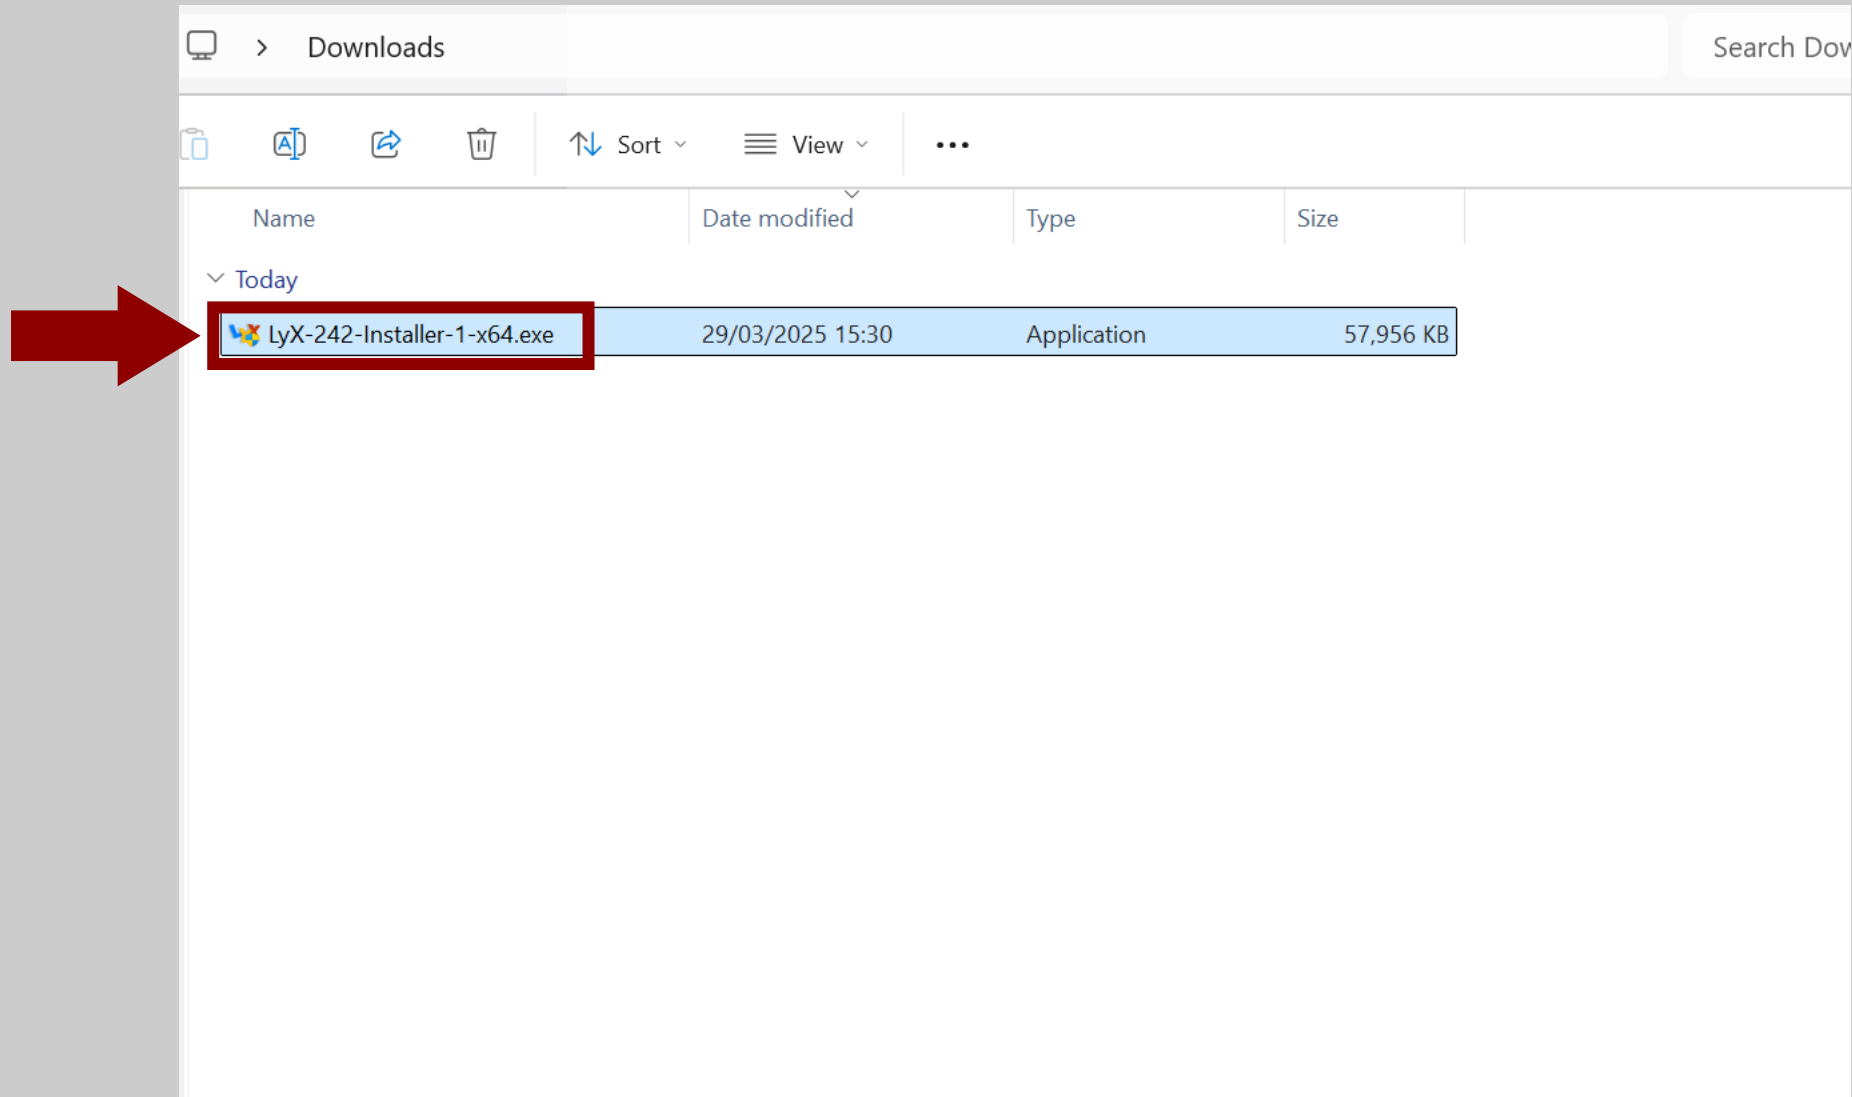 Downloads
Search Dow
Sort
View
Name Date modified Type Size
Today
LyX-242-Installer-1-x64.exe 29/03/2025 15:30 Application 57,956 KB